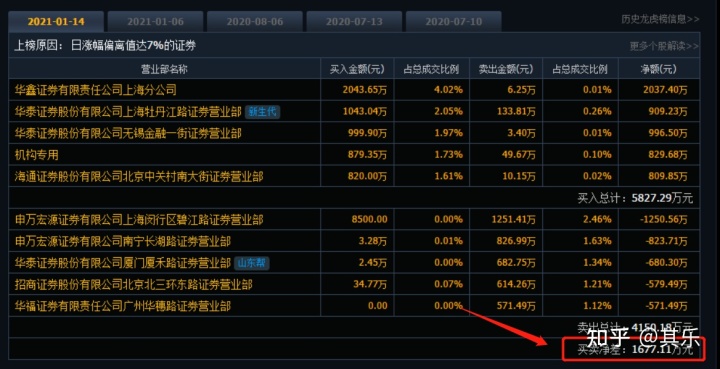 2021-01-14 2021-01-06 2020-08-06 2020-07-13 2020-07-10 历史龙虎榜信息>>
上榜原因：日涨幅偏离值达7%的证券 更多个股解读>>
营业部名称 买入金额(元) 占总成交比例 卖出金额(元) 占总成交比例 净额(元)
华鑫证券有限责任公司上海分公司 2043.65万 4.02% 6.25万 0.01% 2037.40万
华泰证券股份有限公司上海牡丹江路证券营业部 新生代 1043.04万 2.05% 133.81万 0.26% 909.23万
华泰证券股份有限公司无锡金融一街证券营业部 999.90万 1.97% 3.40万 0.01% 996.50万
机构专用 879.35万 1.73% 49.67万 0.10% 829.68万
海通证券股份有限公司北京中关村南大街证券营业部 820.00万 1.61% 10.15万 0.02% 809.85万
买入总计：5827.29万元
申万宏源证券有限公司上海闵行区碧江路证券营业部 8500.00 0.00% 1251.41万 2.46% -1250.56万
申万宏源证券有限公司南宁长湖路证券营业部 3.28万 0.01% 826.99万 1.63% -823.71万
华泰证券股份有限公司厦门厦禾路证券营业部 山东帮 2.45万 0.00% 682.75万 1.34% -680.30万
招商证券股份有限公司北京北三环东路证券营业部 34.77万 0.07% 614.26万 1.21% -579.49万
华福证券有限责任公司广州华穗路证券营业部 0.00 0.00% 571.49万 1.12% -571.49万
卖出总计：4150.18万元
买卖净差：1677.11万元
知乎 @其乐